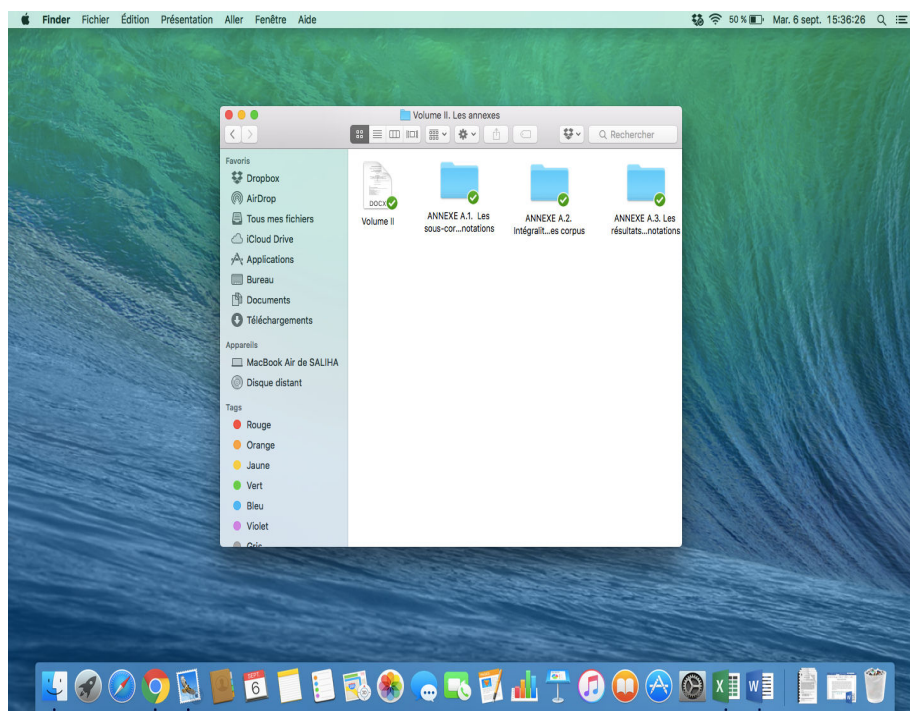 Finder Fichier Édition Présentation Aller Fenêtre Aide 50 % Mar. 6 sept. 15:36:26
Volume II. Les annexes
Rechercher
Favoris
Dropbox
AirDrop
Tous mes fichiers
iCloud Drive
Applications
Bureau
Documents
Téléchargements
Appareils
MacBook Air de SALIHA
Disque distant
Tags
Rouge
Orange
Jaune
Vert
Bleu
Violet
Gris
DOCX
Volume II
ANNEXE A.1. Les
sous-cor...notations
ANNEXE A.2.
Intégralit...es corpus
ANNEXE A.3. Les
résultats...notations
SEPT.
6